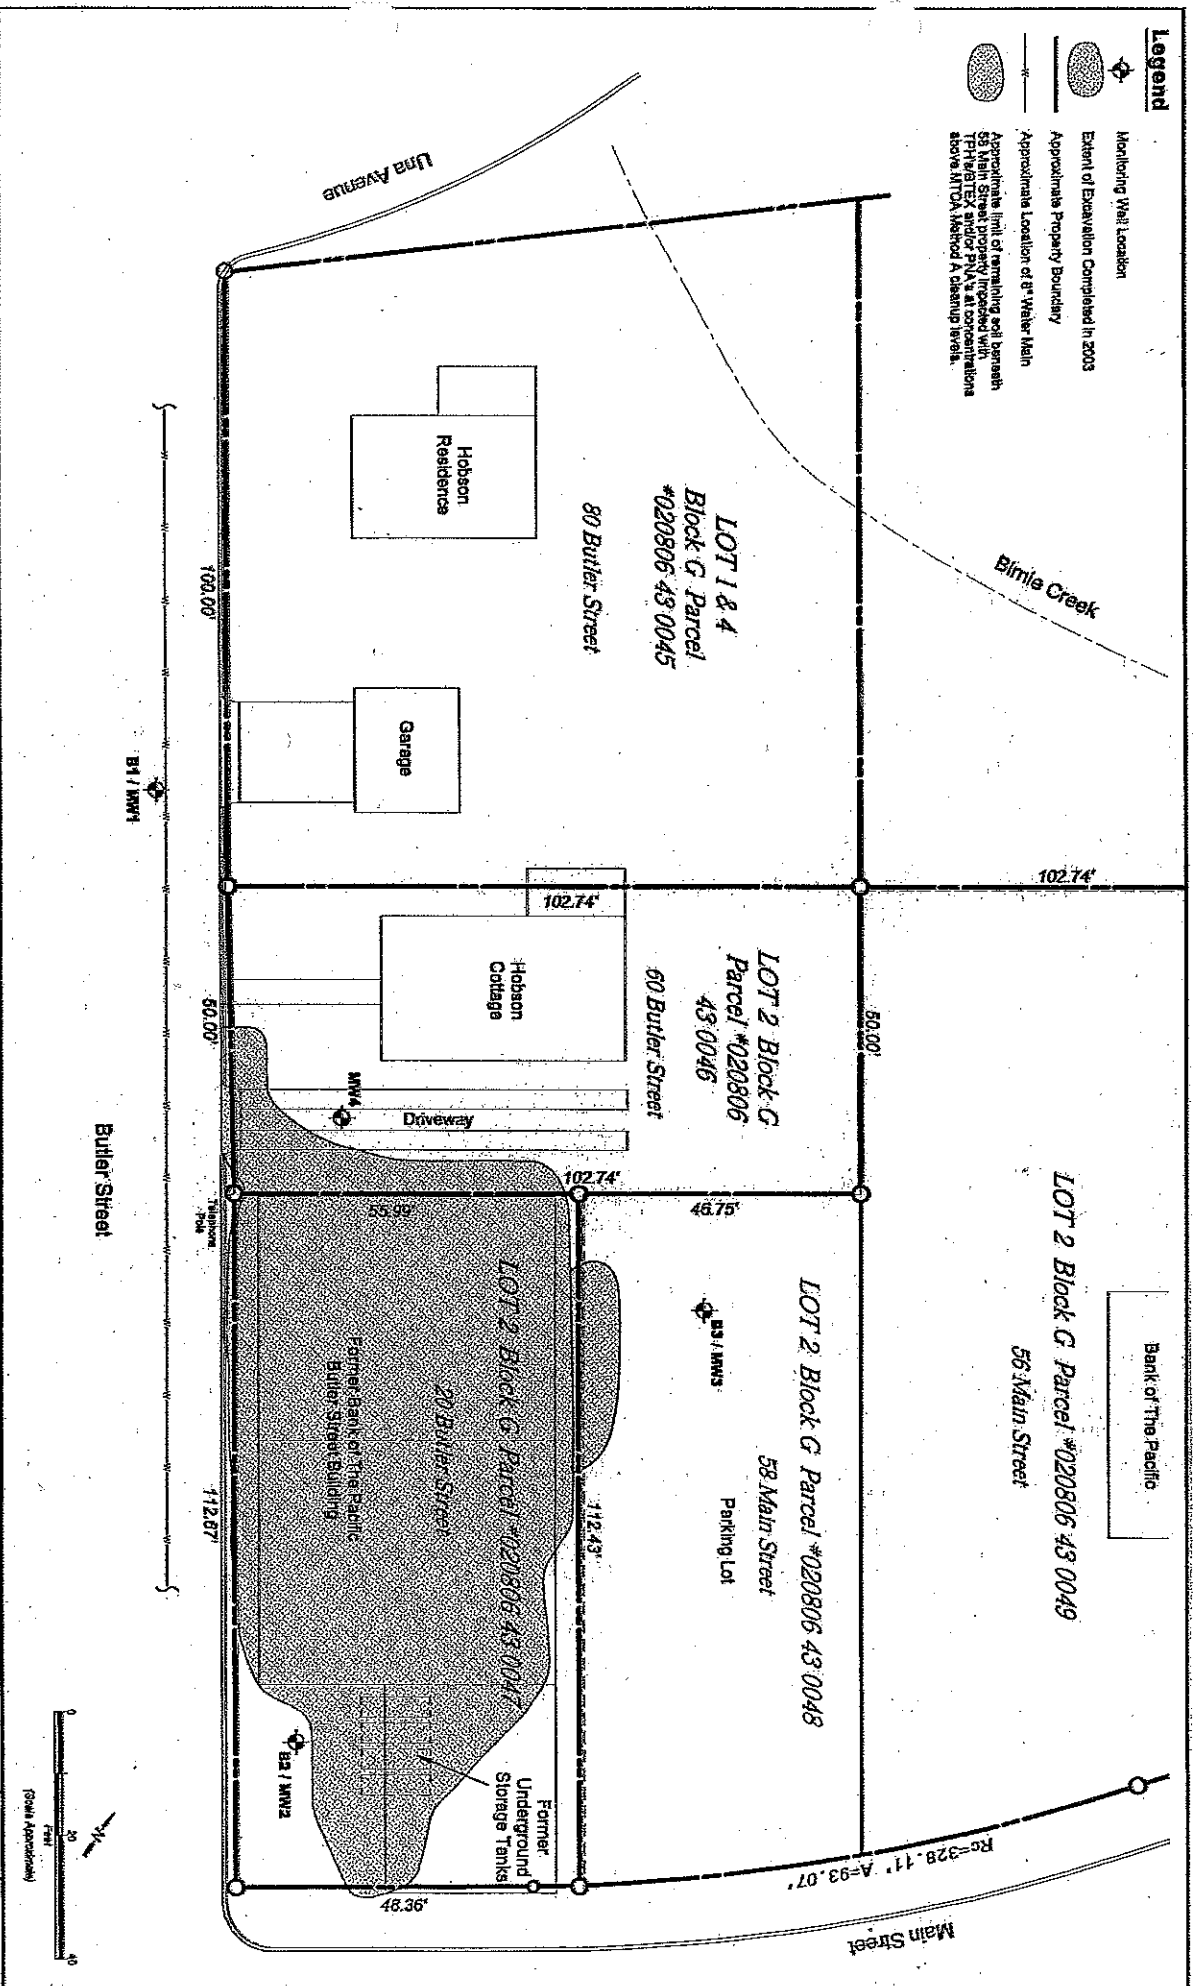 Legend
Monitoring Well Location
Extent of Excavation Completed in 2003
Approximate Property Boundary
Approximate Location of 8" Water Main
Approximate limit of remaining soil beneath
58 Main Street property impacted with
TPH's/BTEX and/or PNA's at concentrations
above MTCA Method A cleanup levels.
Una Avenue
Birnie Creek
Bank of The Pacific
LOT 2 Block G Parcel #020806 43 0049
56 Main Street
102.74'
LOT 1 & 4
Block G Parcel
#020806 43 0045
80 Butler Street
Hobson
Residence
Garage
100.00'
B1 / MW1
50.00'
LOT 2 Block G
Parcel #020806
43 0046
60 Butler Street
102.74'
Hobson
Cottage
Driveway
MW4
50.00'
LOT 2 Block G Parcel #020806 43 0048
58 Main Street
Parking Lot
B3 / MW3
102.74'
46.75'
55.99'
112.43'
LOT 2 Block G Parcel #020806 43 0047
20 Butler Street
Former Bank of The Pacific
Butler Street Building
Telephone
Pole
112.87'
Former
Underground
Storage Tanks
B2 / MW2
48.36'
Rc=328.11' A=93.07'
Main Street
Butler Street
N
0
20
40
Feet
(Scale Approximate)